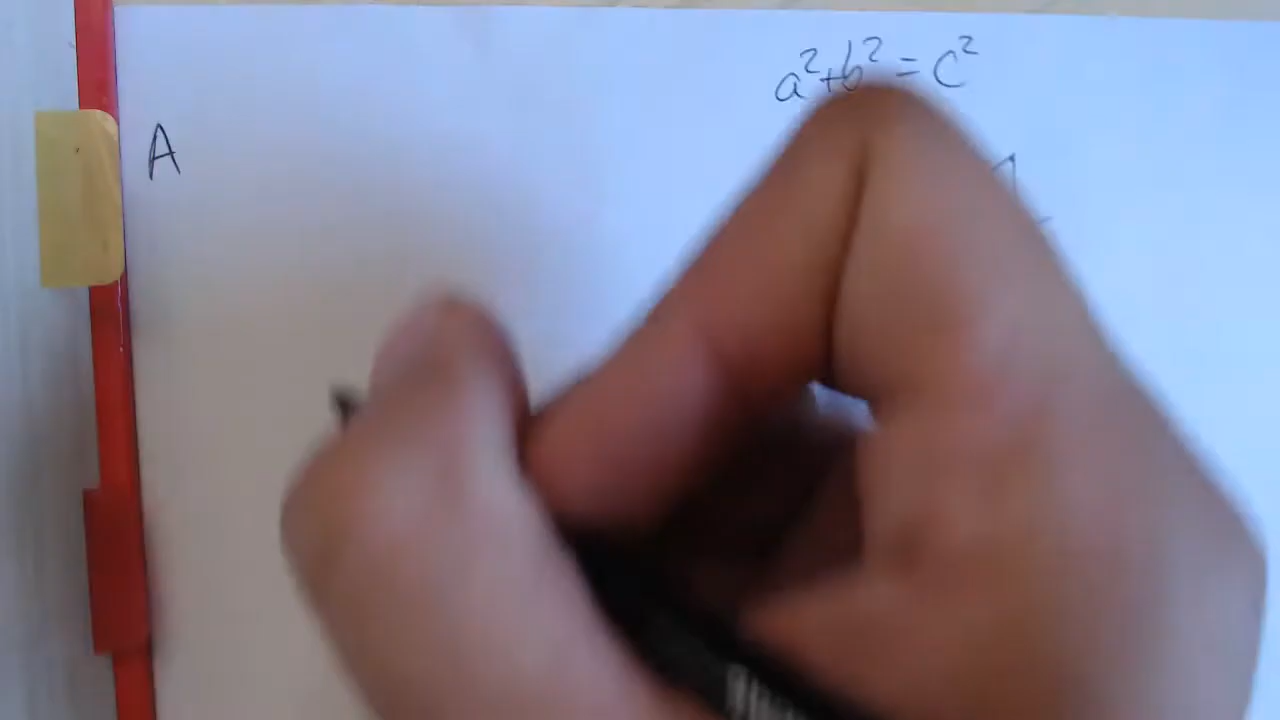 a²+b² = c²
A